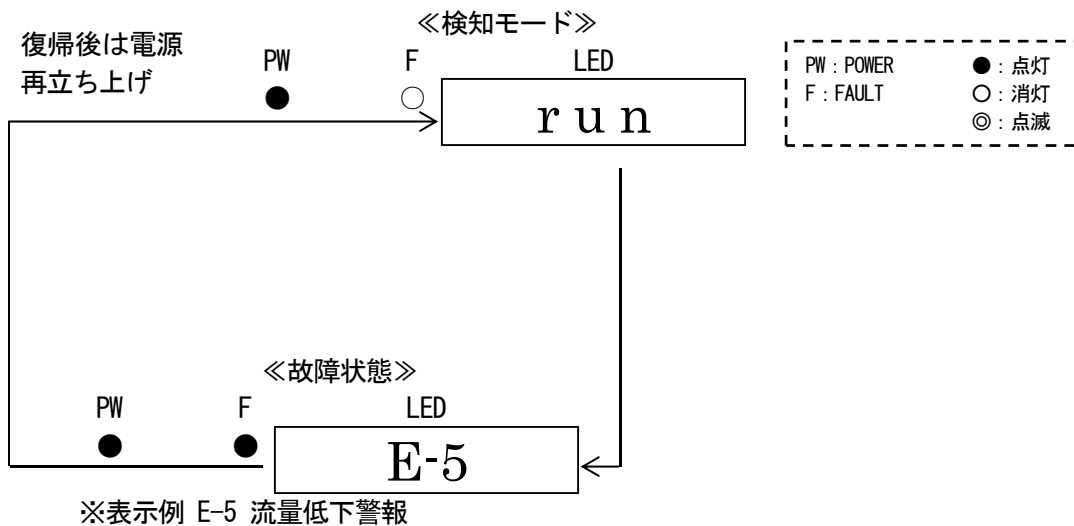 ≪検知モード≫
復帰後は電源
再立ち上げ
PW F LED
● ○ run
PW：POWER ●：点灯
F：FAULT ○：消灯
◎：点滅
≪故障状態≫
PW F LED
● ● E-5
※表示例 E-5 流量低下警報